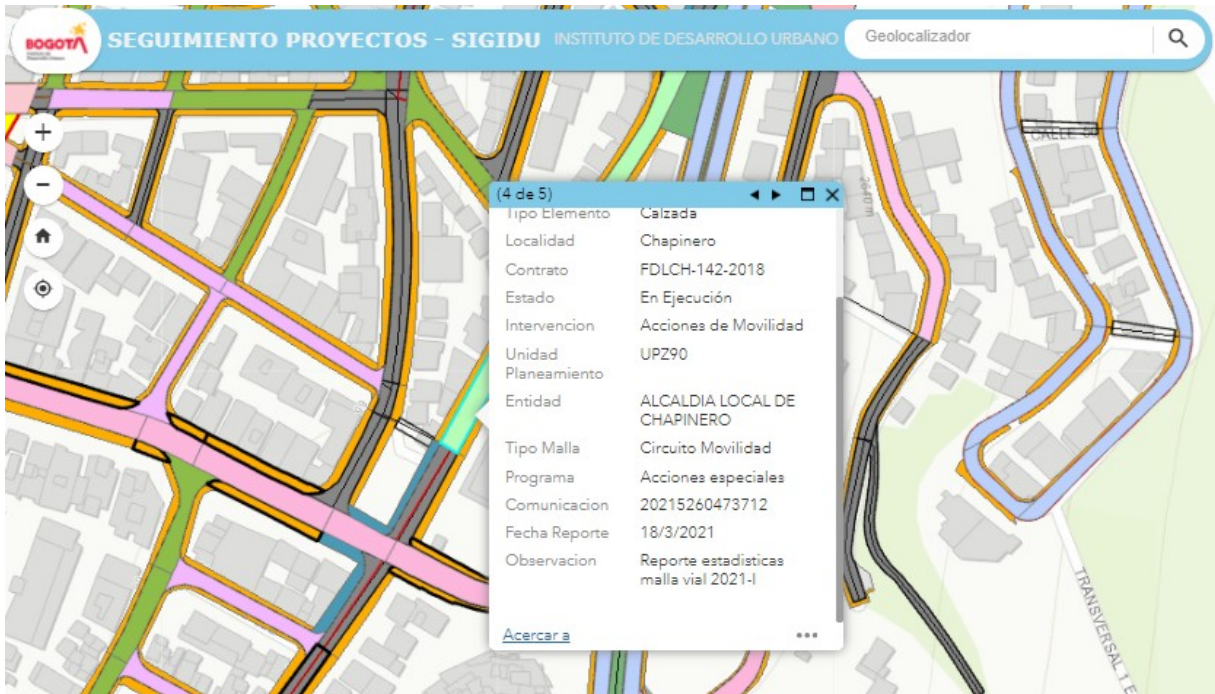 BOGOTÁ
SEGUIMIENTO PROYECTOS - SIGIDU INSTITUTO DE DESARROLLO URBANO
Geolocalizador
+
−
(4 de 5)
Tipo Elemento Calzada
Localidad Chapinero
Contrato FDLCH-142-2018
Estado En Ejecución
Intervencion Acciones de Movilidad
Unidad UPZ90
Planeamiento
Entidad ALCALDIA LOCAL DE
CHAPINERO
Tipo Malla Circuito Movilidad
Programa Acciones especiales
Comunicacion 20215260473712
Fecha Reporte 18/3/2021
Observacion Reporte estadisticas
malla vial 2021-I
Acercar a
2640 m
CALLE
TRANSVERSAL 1 E